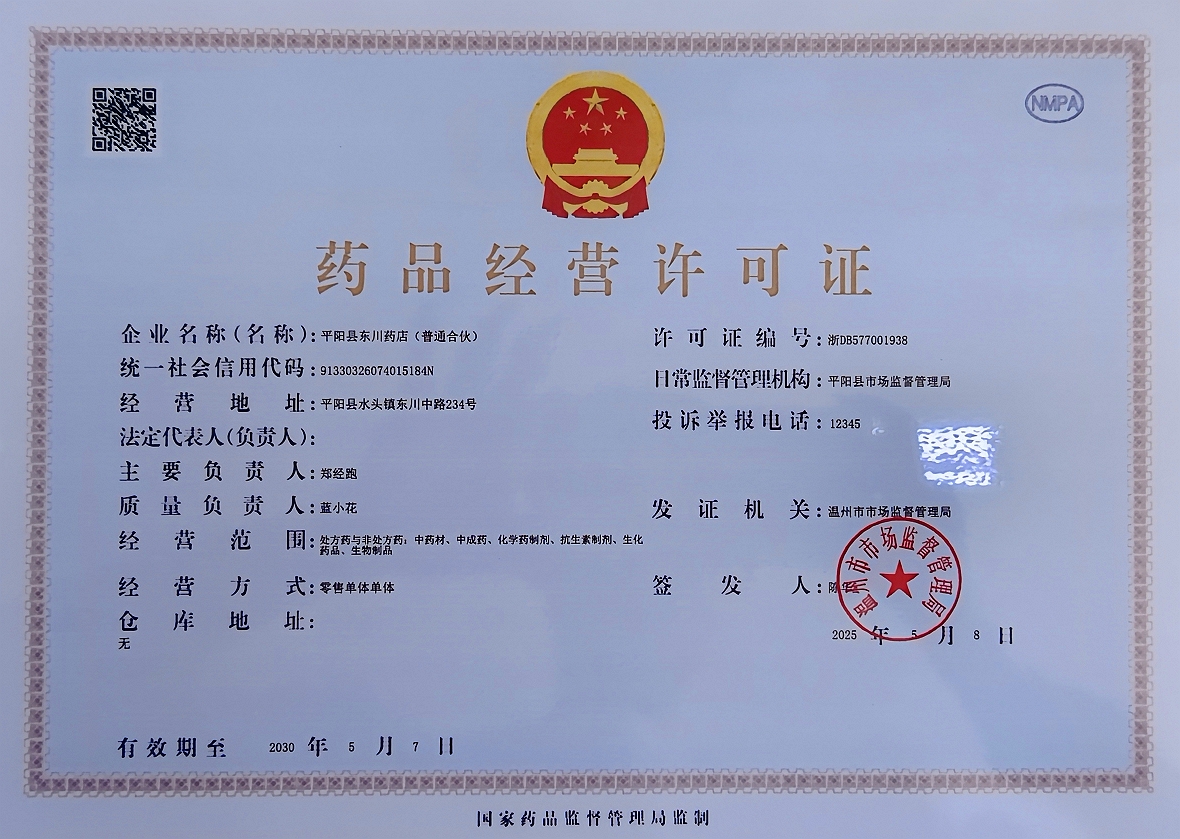 NMPA
药品经营许可证
企业名称(名称): 平阳县东川药店（普通合伙）
统一社会信用代码: 91330326074015184N
经营地址: 平阳县水头镇东川中路234号
法定代表人(负责人):
主要负责人: 郑经跑
质量负责人: 蓝小花
经营范围: 处方药与非处方药：中药材、中成药、化学药制剂、抗生素制剂、生化
药品、生物制品
经营方式: 零售单体单体
仓库地址:
无
有效期至 2030 年 5 月 7 日
许可证编号: 浙DB577001938
日常监督管理机构: 平阳县市场监督管理局
投诉举报电话: 12345
发证机关: 温州市市场监督管理局
签发人: 陈
温州市市场监督管理局
2025 年 5 月 8 日
国家药品监督管理局监制